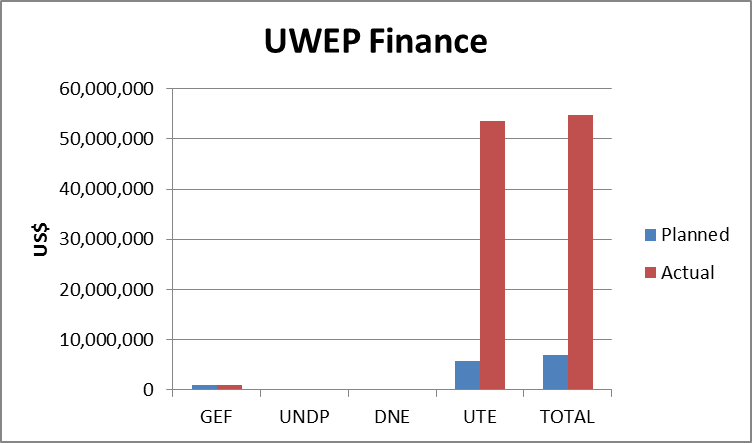 UWEP Finance
60,000,000
50,000,000
40,000,000
30,000,000
20,000,000
10,000,000
0
US$
GEF UNDP DNE UTE TOTAL
Planned
Actual